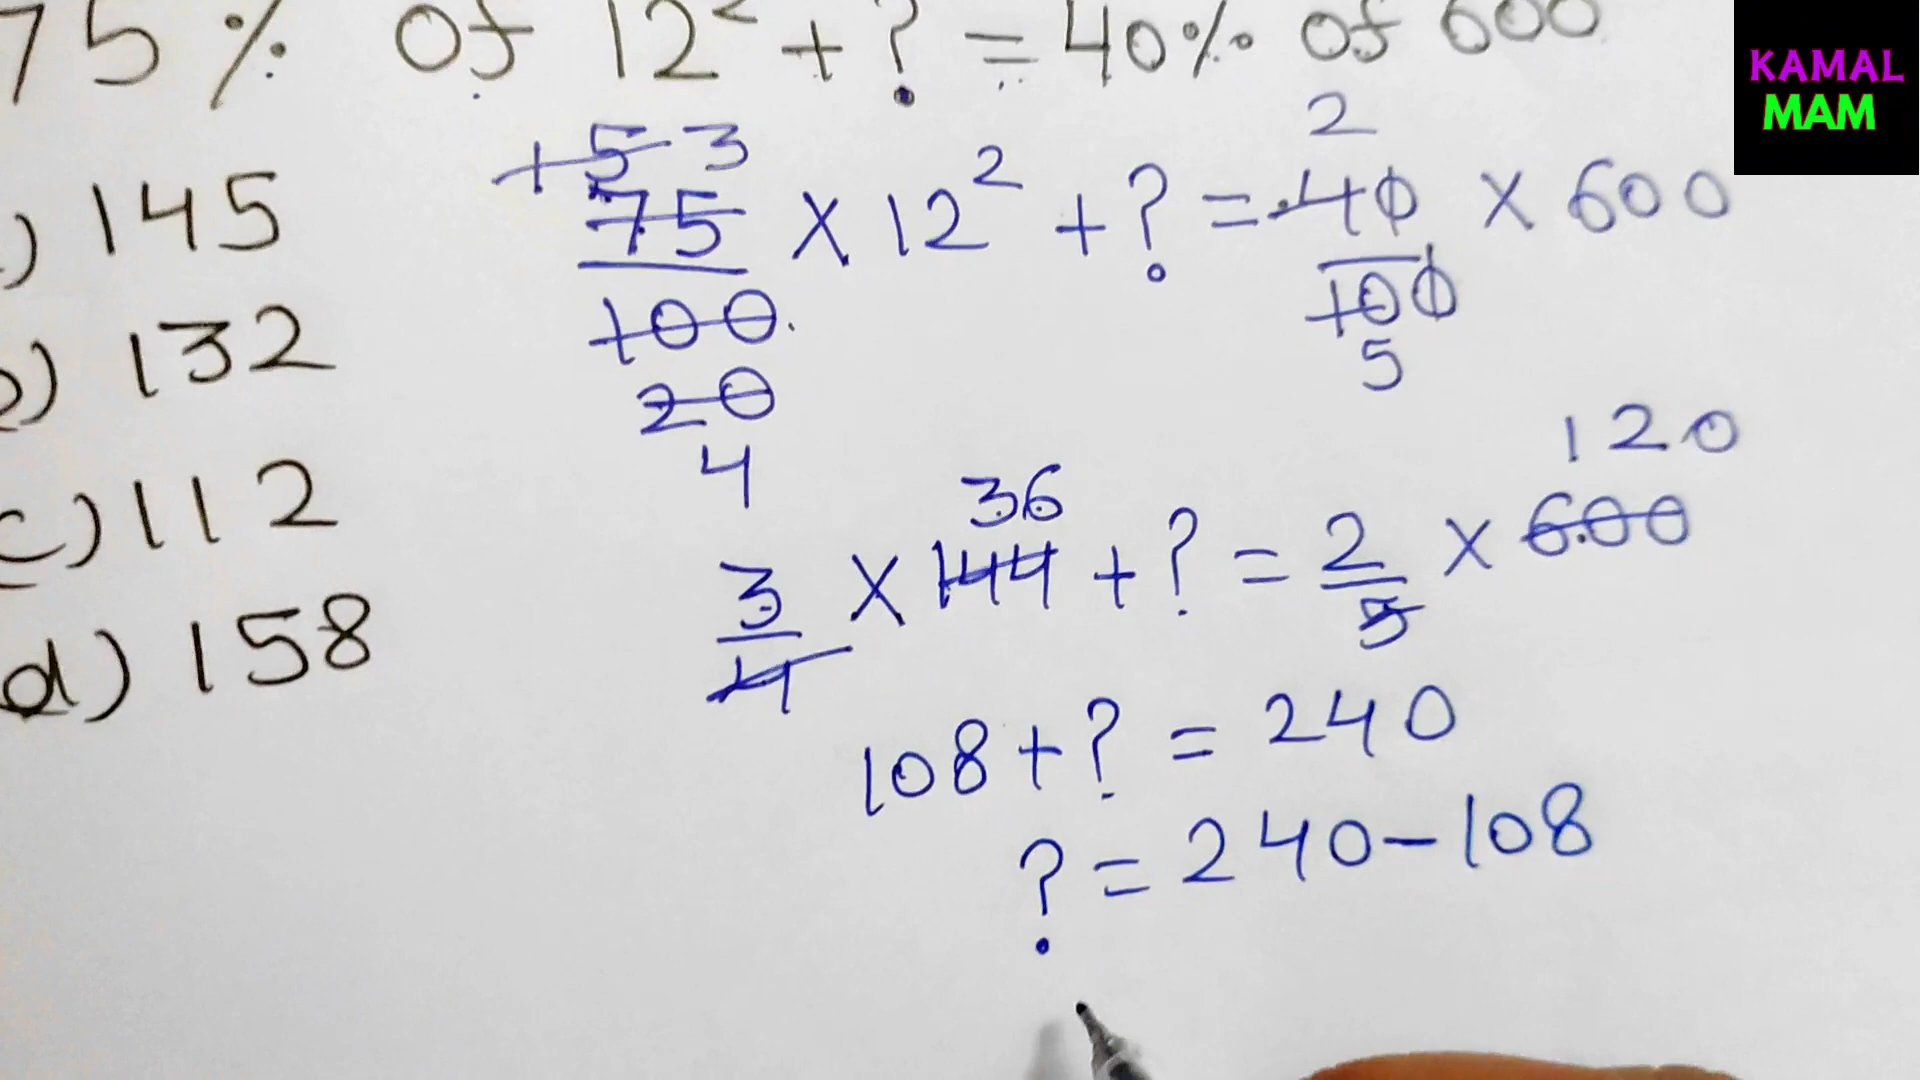 75% of 12² + ? = 40% of 600
KAMAL
MAM
) 145
) 132
c) 112
d) 158
15 3
75/100 × 12² + ? = 40/100 × 600
2
20
4
5
36
120
3/4 × 144 + ? = 2/5 × 600
108 + ? = 240
? = 240 - 108